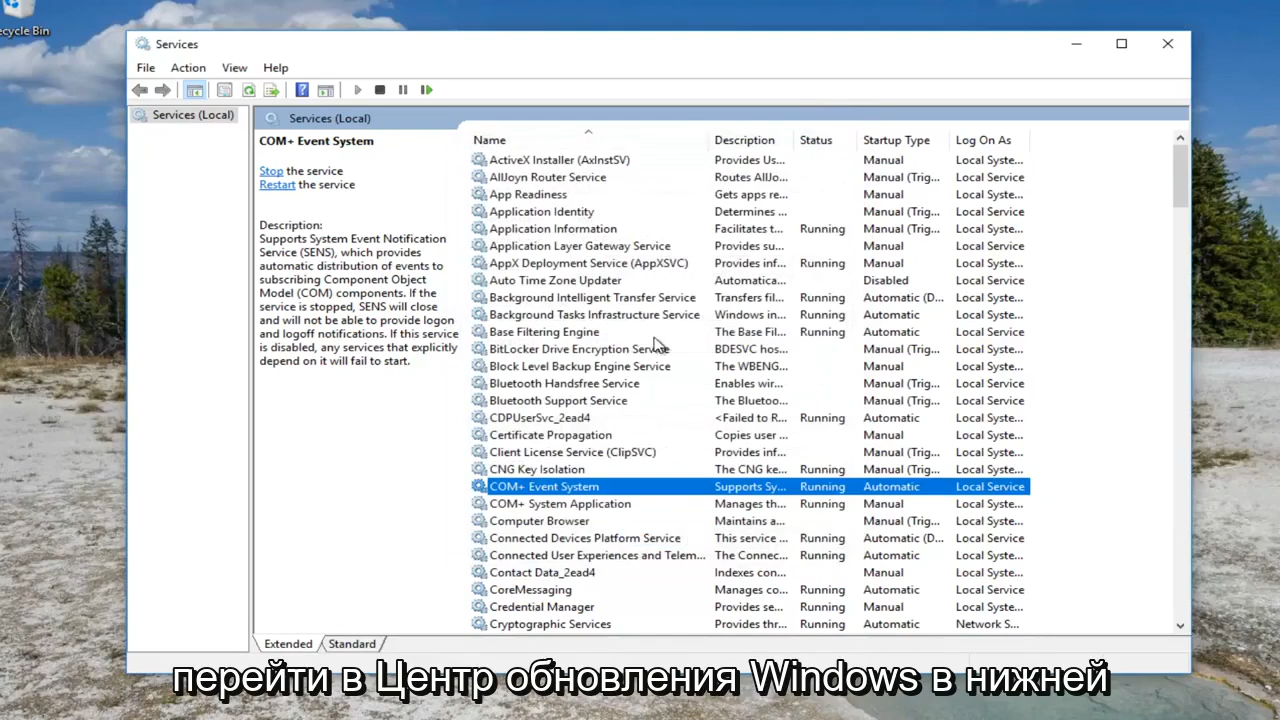 ecycle Bin
Services
File Action View Help
Services (Local)
Services (Local)
COM+ Event System
Stop the service
Restart the service
Description:
Supports System Event Notification
Service (SENS), which provides
automatic distribution of events to
subscribing Component Object
Model (COM) components. If the
service is stopped, SENS will close
and will not be able to provide logon
and logoff notifications. If this service
is disabled, any services that explicitly
depend on it will fail to start.
Name Description Status Startup Type Log On As
ActiveX Installer (AxInstSV) Provides Us... Manual Local Syste...
AllJoyn Router Service Routes AllJo... Manual (Trig... Local Service
App Readiness Gets apps re... Manual Local Syste...
Application Identity Determines ... Manual (Trig... Local Service
Application Information Facilitates t... Running Manual (Trig... Local Syste...
Application Layer Gateway Service Provides su... Manual Local Service
AppX Deployment Service (AppXSVC) Provides inf... Running Manual Local Syste...
Auto Time Zone Updater Automatica... Disabled Local Service
Background Intelligent Transfer Service Transfers fil... Running Automatic (D... Local Syste...
Background Tasks Infrastructure Service Windows in... Running Automatic Local Syste...
Base Filtering Engine The Base Fil... Running Automatic Local Service
BitLocker Drive Encryption Service BDESVC hos... Manual (Trig... Local Syste...
Block Level Backup Engine Service The WBENG... Manual Local Syste...
Bluetooth Handsfree Service Enables wir... Manual (Trig... Local Service
Bluetooth Support Service The Bluetoo... Manual (Trig... Local Service
CDPUserSvc_2ead4 <Failed to R... Running Automatic Local Syste...
Certificate Propagation Copies user ... Manual Local Syste...
Client License Service (ClipSVC) Provides inf... Manual (Trig... Local Syste...
CNG Key Isolation The CNG ke... Running Manual (Trig... Local Syste...
COM+ Event System Supports Sy... Running Automatic Local Service
COM+ System Application Manages th... Running Manual Local Syste...
Computer Browser Maintains a... Manual (Trig... Local Syste...
Connected Devices Platform Service This service ... Running Automatic (D... Local Service
Connected User Experiences and Telem... The Connec... Running Automatic Local Syste...
Contact Data_2ead4 Indexes con... Manual Local Syste...
CoreMessaging Manages co... Running Automatic Local Service
Credential Manager Provides se... Running Manual Local Syste...
Cryptographic Services Provides thr... Running Automatic Network S...
Extended Standard
перейти в Центр обновления Windows в нижней